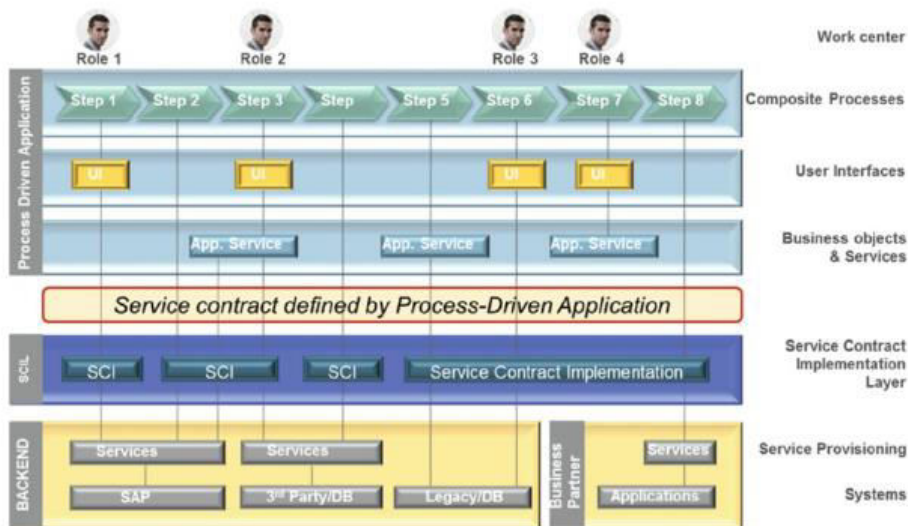 Role 1
Role 2
Role 3
Role 4
Work center
Process Driven Application
Step 1
Step 2
Step 3
Step
Step 5
Step 6
Step 7
Step 8
Composite Processes
UI
UI
UI
UI
User Interfaces
App. Service
App. Service
App. Service
Business objects
& Services
Service contract defined by Process-Driven Application
SCIL
SCI
SCI
SCI
Service Contract Implementation
Service Contract
Implementation
Layer
BACKEND
Services
Services
Business
Partner
Services
Service Provisioning
SAP
3rd Party/DB
Legacy/DB
Applications
Systems